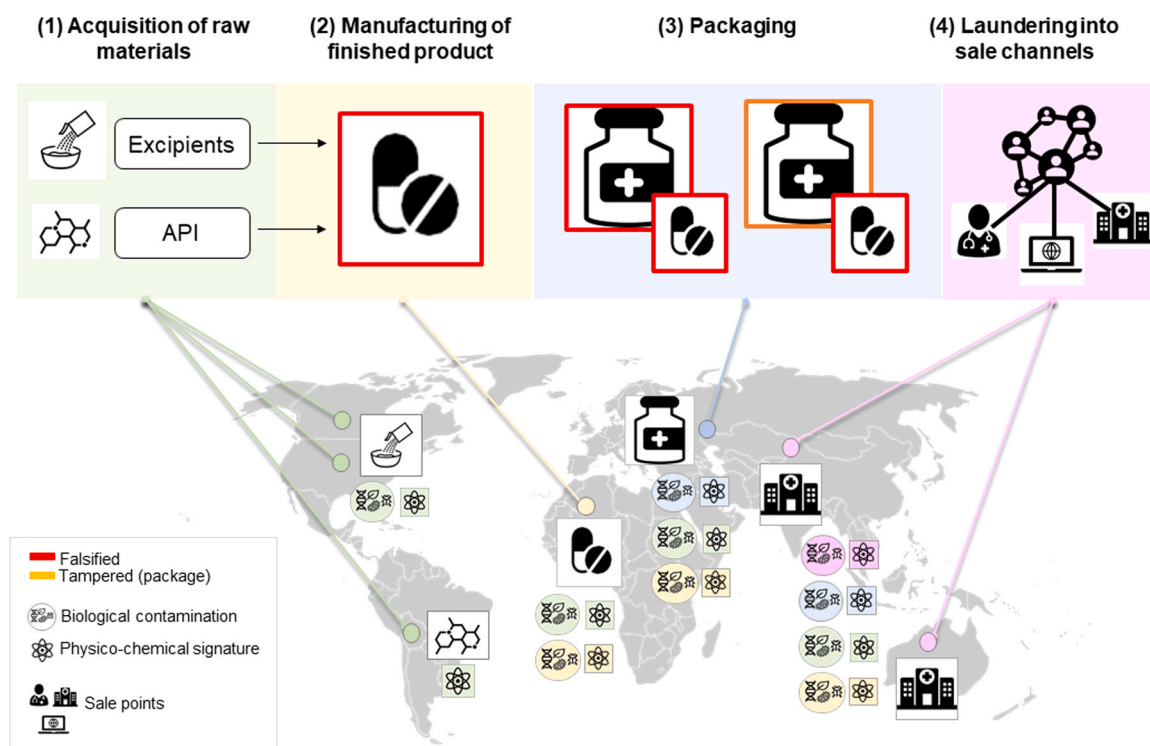 (1) Acquisition of raw
materials
(2) Manufacturing of
finished product
(3) Packaging
(4) Laundering into
sale channels
Excipients
API
Falsified
Tampered (package)
Biological contamination
Physico-chemical signature
Sale points